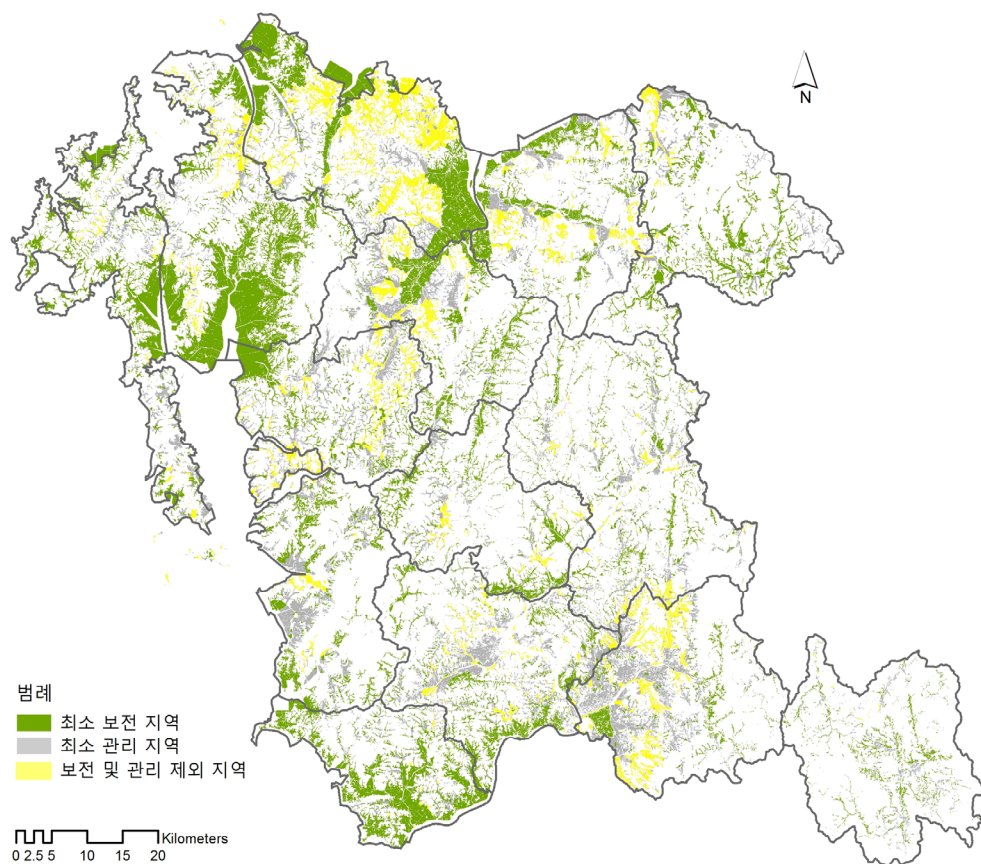 N
범례
최소 보전 지역
최소 관리 지역
보전 및 관리 제외 지역
Kilometers
0 2.5 5 10 15 20